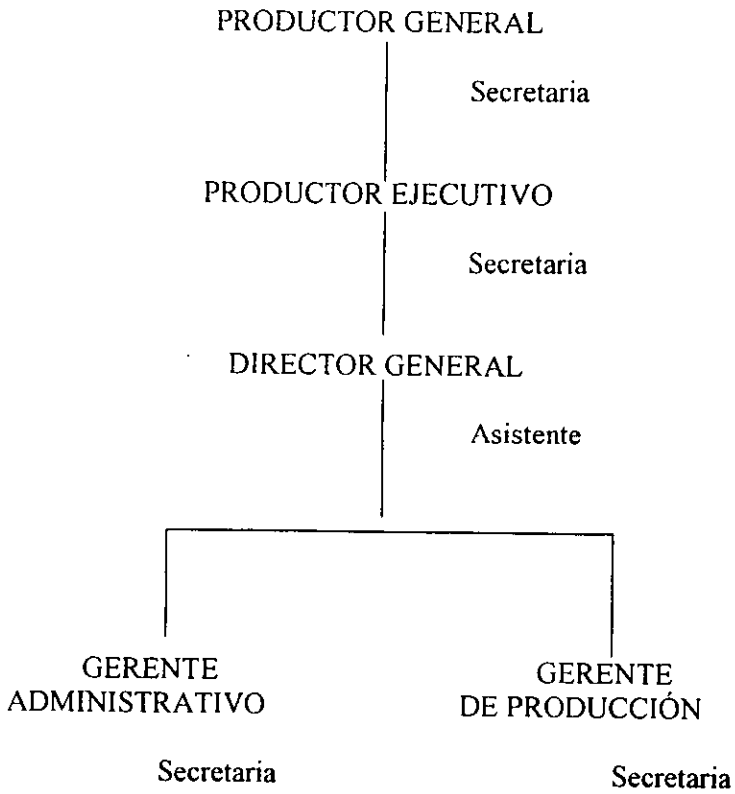 PRODUCTOR GENERAL
Secretaria
PRODUCTOR EJECUTIVO
Secretaria
DIRECTOR GENERAL
Asistente
GERENTE
ADMINISTRATIVO
Secretaria
GERENTE
DE PRODUCCIÓN
Secretaria